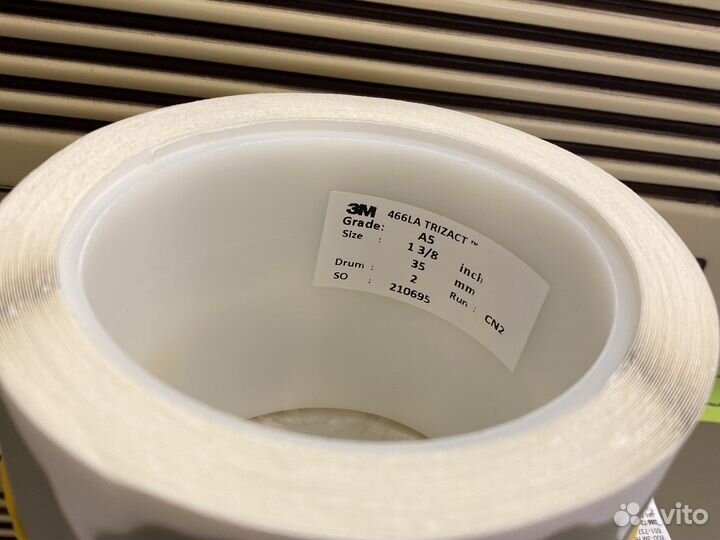 3M 466LA TRIZACT™
Grade: A5
Size : 1 3/8 inch
35 mm
Drum : 2
SO : 210695 Run : CN2
Avito